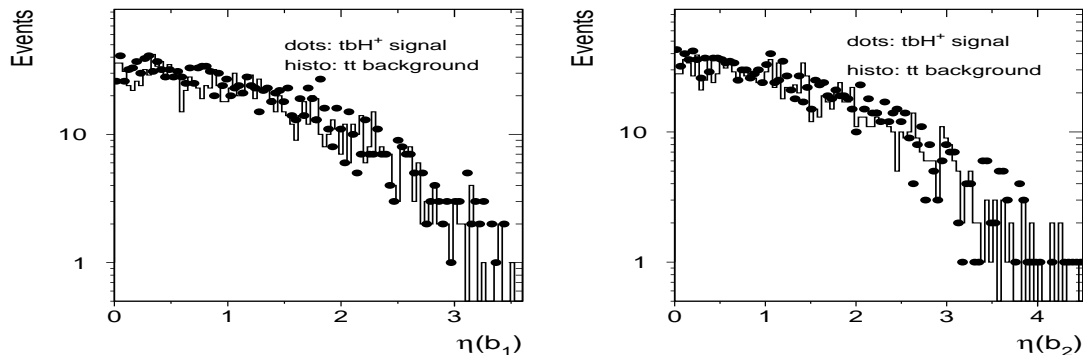 Events
dots: tbH⁺ signal
histo: tt background
10
1
0 1 2 3
η(b₁)
Events
dots: tbH⁺ signal
histo: tt background
10
1
0 1 2 3 4
η(b₂)